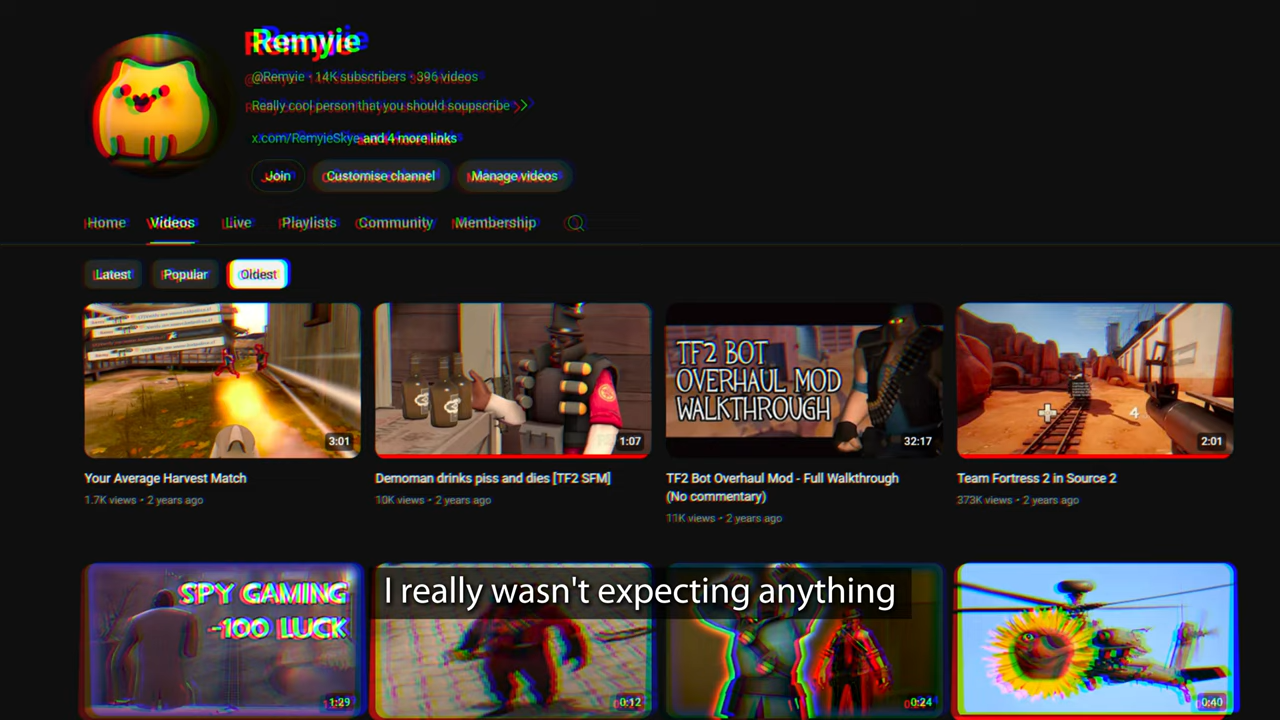 Remyie
@Remyie • 14K subscribers • 396 videos
Really cool person that you should soupscribe
x.com/RemyieSkye and 4 more links
Join Customise channel Manage videos
Home Videos Live Playlists Community Membership
Latest Popular Oldest
3:01 1:07 32:17 2:01
TF2 BOT
OVERHAUL MOD
WALKTHROUGH
4
Your Average Harvest Match
1.7K views • 2 years ago
Demoman drinks piss and dies [TF2 SFM]
10K views • 2 years ago
TF2 Bot Overhaul Mod - Full Walkthrough
(No commentary)
11K views • 2 years ago
Team Fortress 2 in Source 2
373K views • 2 years ago
SPY GAMING
-100 LUCK
I really wasn't expecting anything
1:29 0:12 0:24 0:40